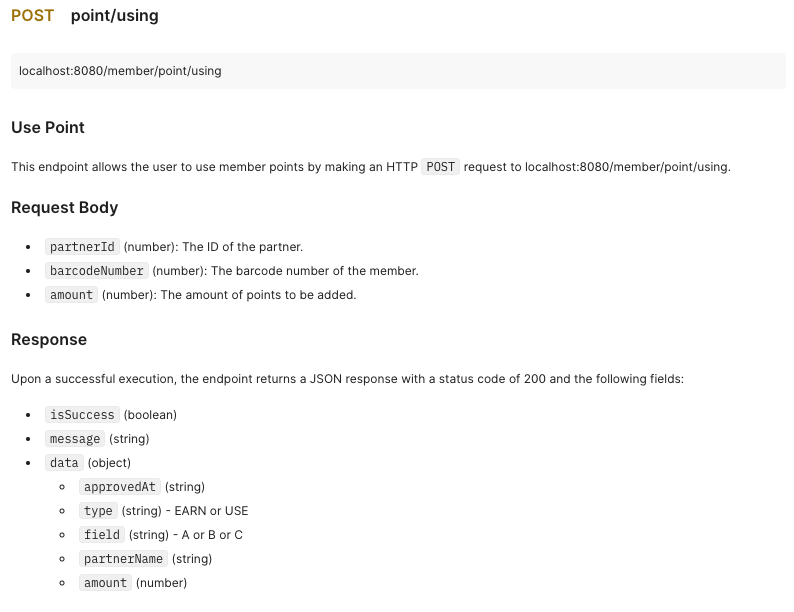 POST point/using
localhost:8080/member/point/using
Use Point
This endpoint allows the user to use member points by making an HTTP POST request to localhost:8080/member/point/using.
Request Body
• partnerId (number): The ID of the partner.
• barcodeNumber (number): The barcode number of the member.
• amount (number): The amount of points to be added.
Response
Upon a successful execution, the endpoint returns a JSON response with a status code of 200 and the following fields:
• isSuccess (boolean)
• message (string)
• data (object)
◦ approvedAt (string)
◦ type (string) - EARN or USE
◦ field (string) - A or B or C
◦ partnerName (string)
◦ amount (number)